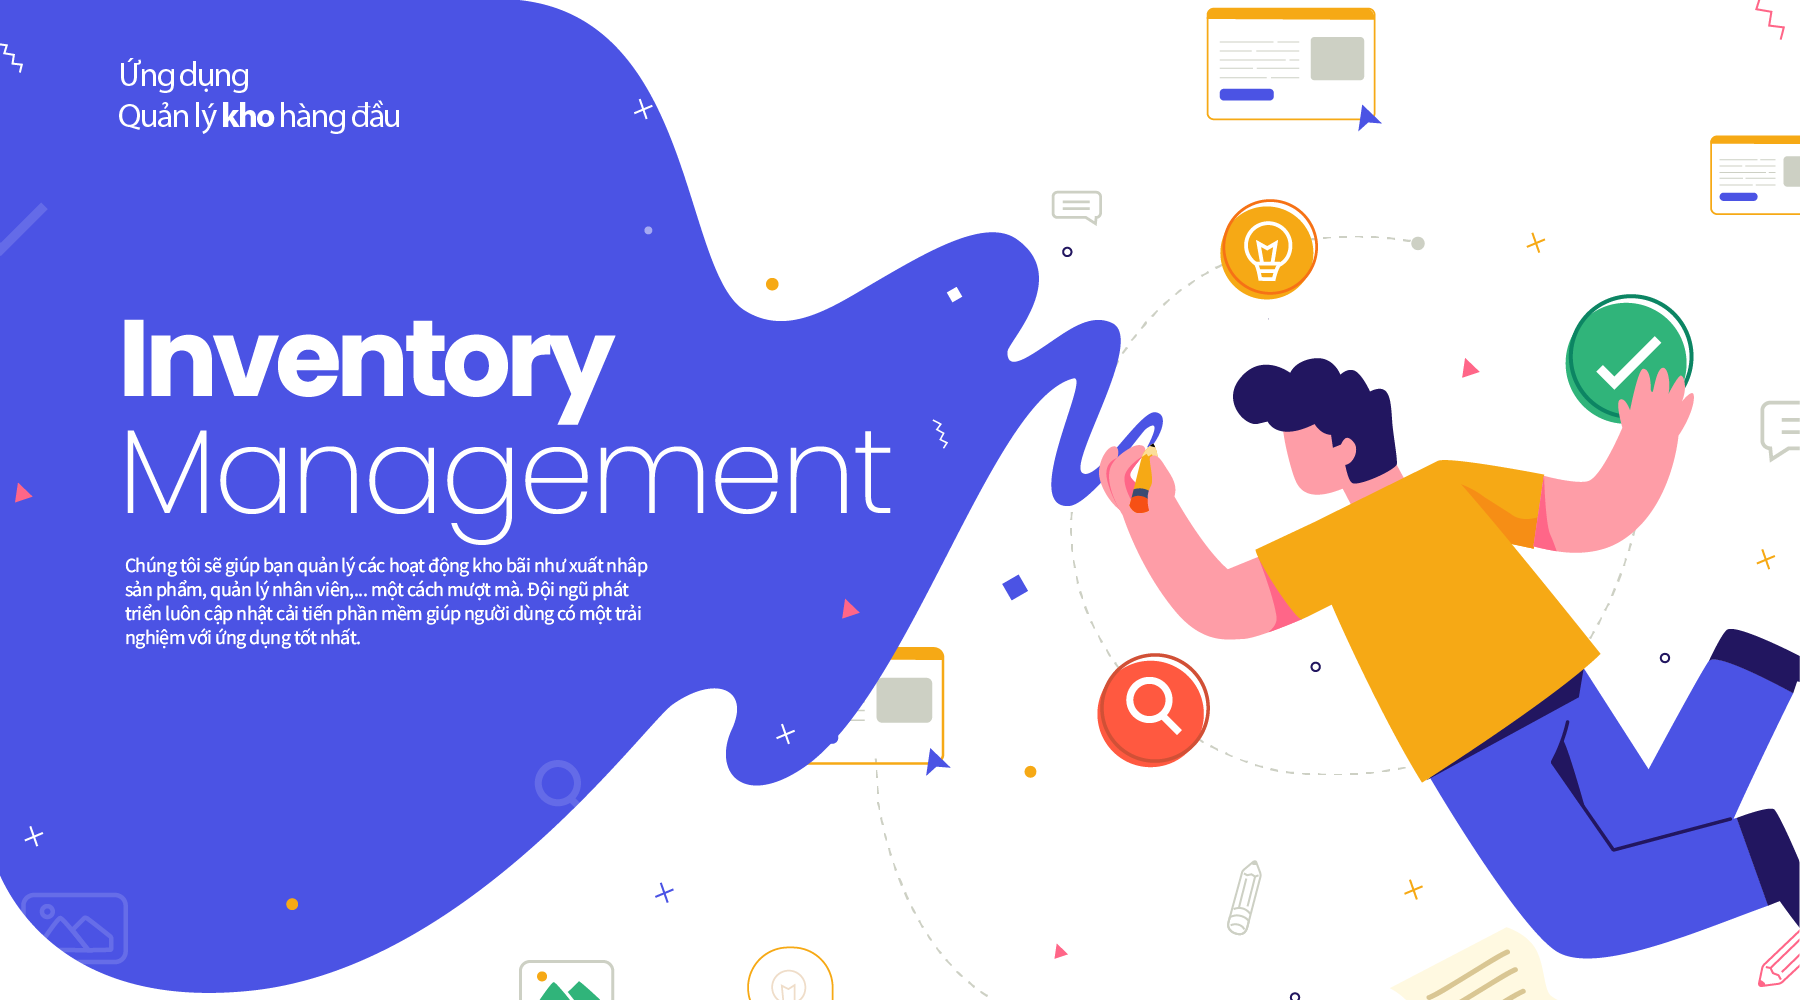 Ứng dụng
Quản lý kho hàng đầu
Inventory
Management
Chúng tôi sẽ giúp bạn quản lý các hoạt động kho bãi như xuất nhâp
sản phẩm, quản lý nhân viên,... một cách mượt mà. Đội ngũ phát
triển luôn cập nhật cải tiến phần mềm giúp người dùng có một trải
nghiệm với ứng dụng tốt nhất.